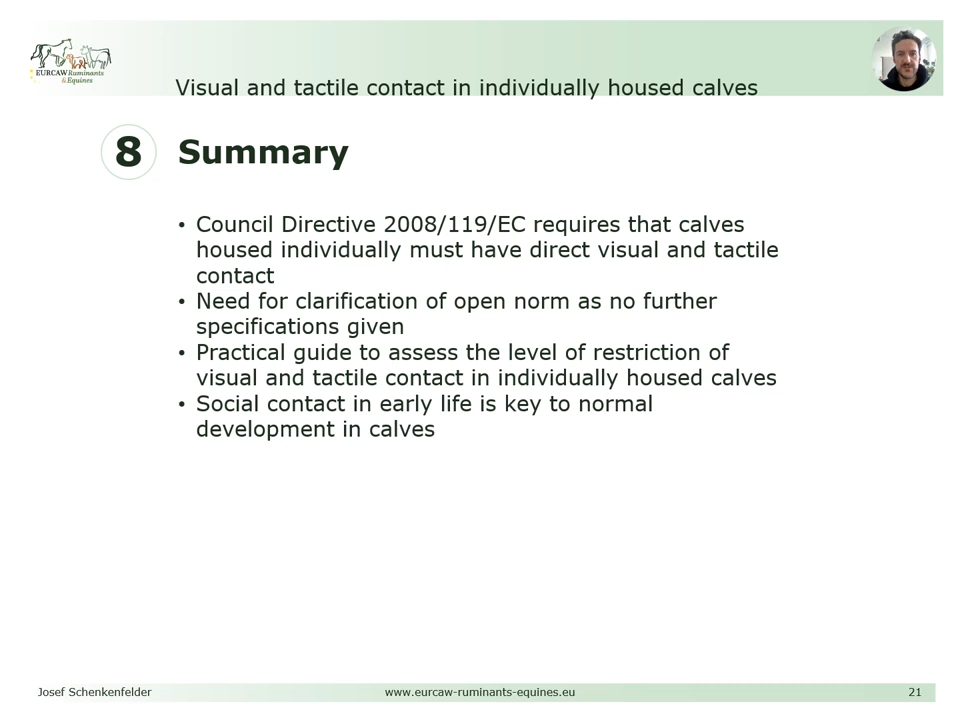 EURCAW Ruminants
& Equines
Visual and tactile contact in individually housed calves
8 Summary
• Council Directive 2008/119/EC requires that calves
housed individually must have direct visual and tactile
contact
• Need for clarification of open norm as no further
specifications given
• Practical guide to assess the level of restriction of
visual and tactile contact in individually housed calves
• Social contact in early life is key to normal
development in calves
Josef Schenkenfelder www.eurcaw-ruminants-equines.eu 21